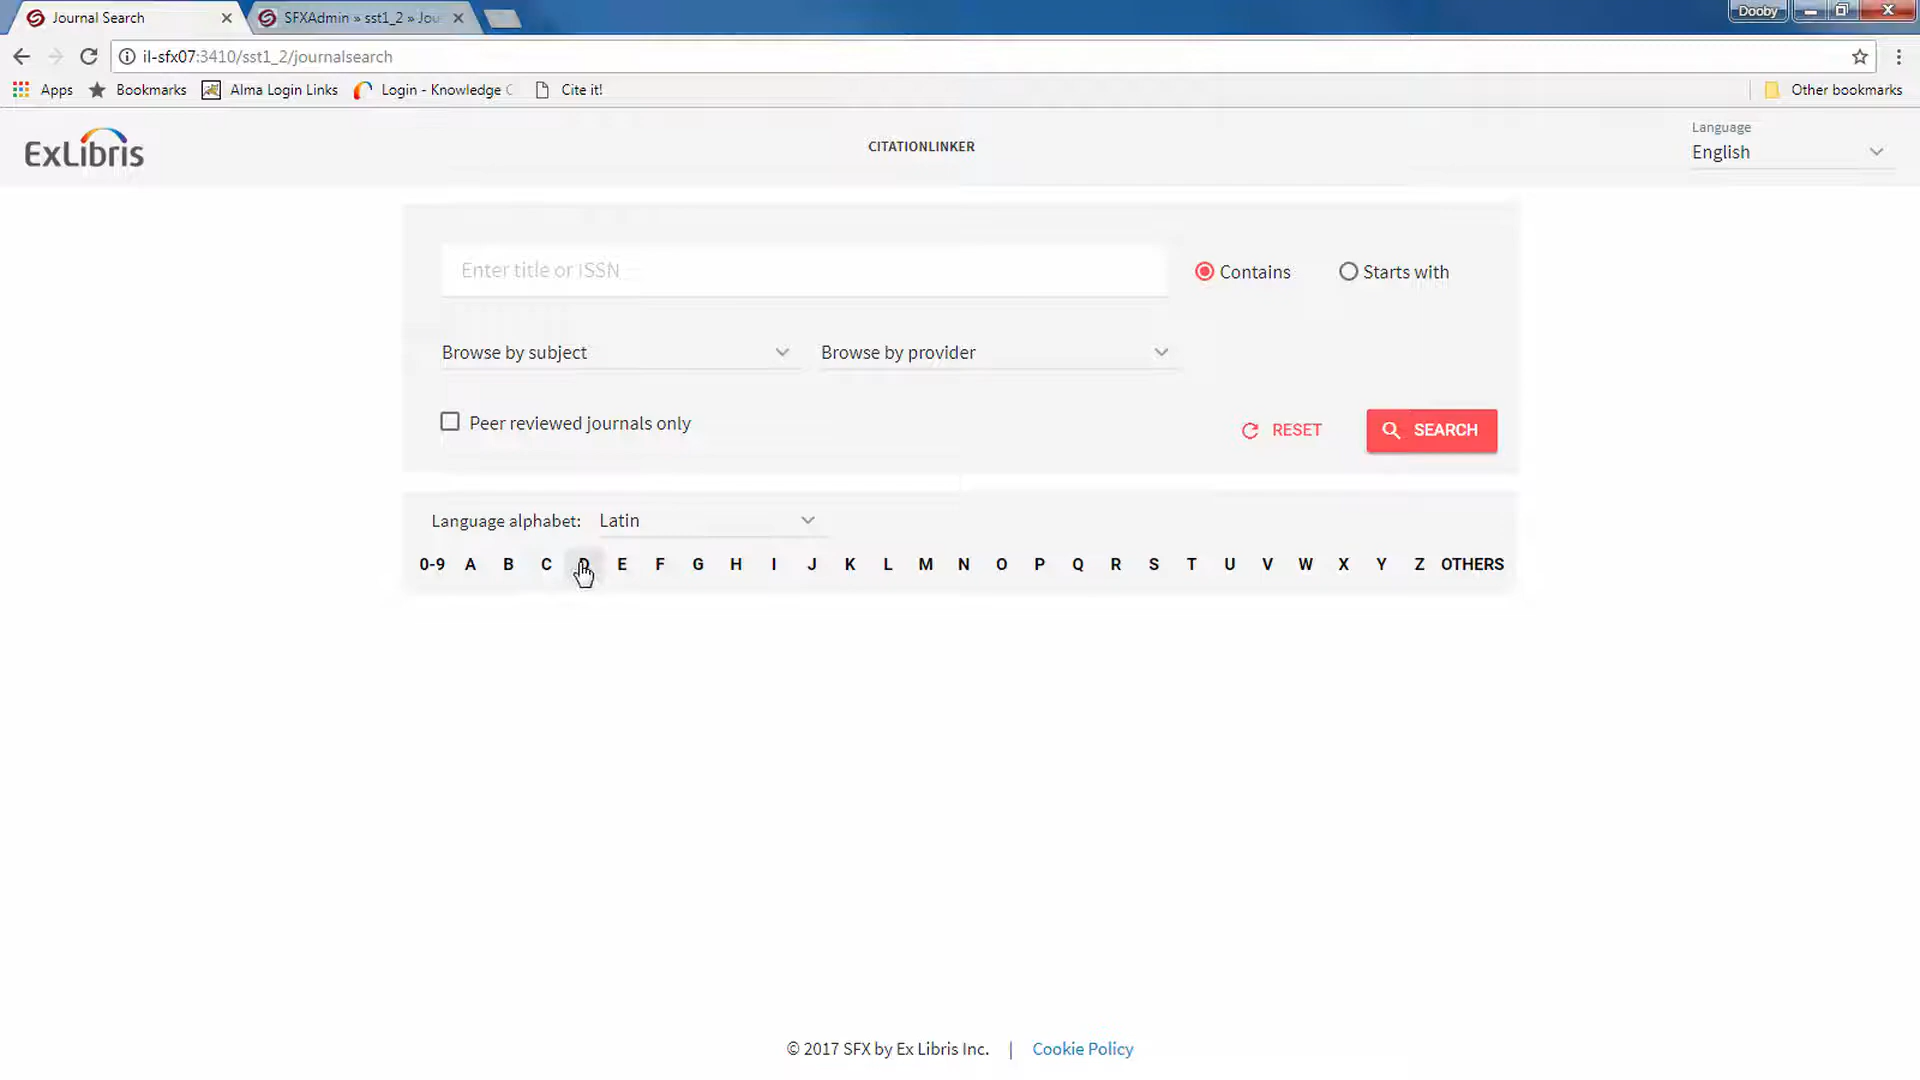 Journal Search
SFXAdmin » sst1_2 » Jou
Dooby
il-sfx07:3410/sst1_2/journalsearch
Apps
Bookmarks
Alma Login Links
Login - Knowledge C
Cite it!
Other bookmarks
ExLibris
CITATIONLINKER
Language
English
Enter title or ISSN
Contains
Starts with
Browse by subject
Browse by provider
Peer reviewed journals only
RESET
SEARCH
Language alphabet: Latin
0-9 A B C D E F G H I J K L M N O P Q R S T U V W X Y Z OTHERS
© 2017 SFX by Ex Libris Inc. | Cookie Policy